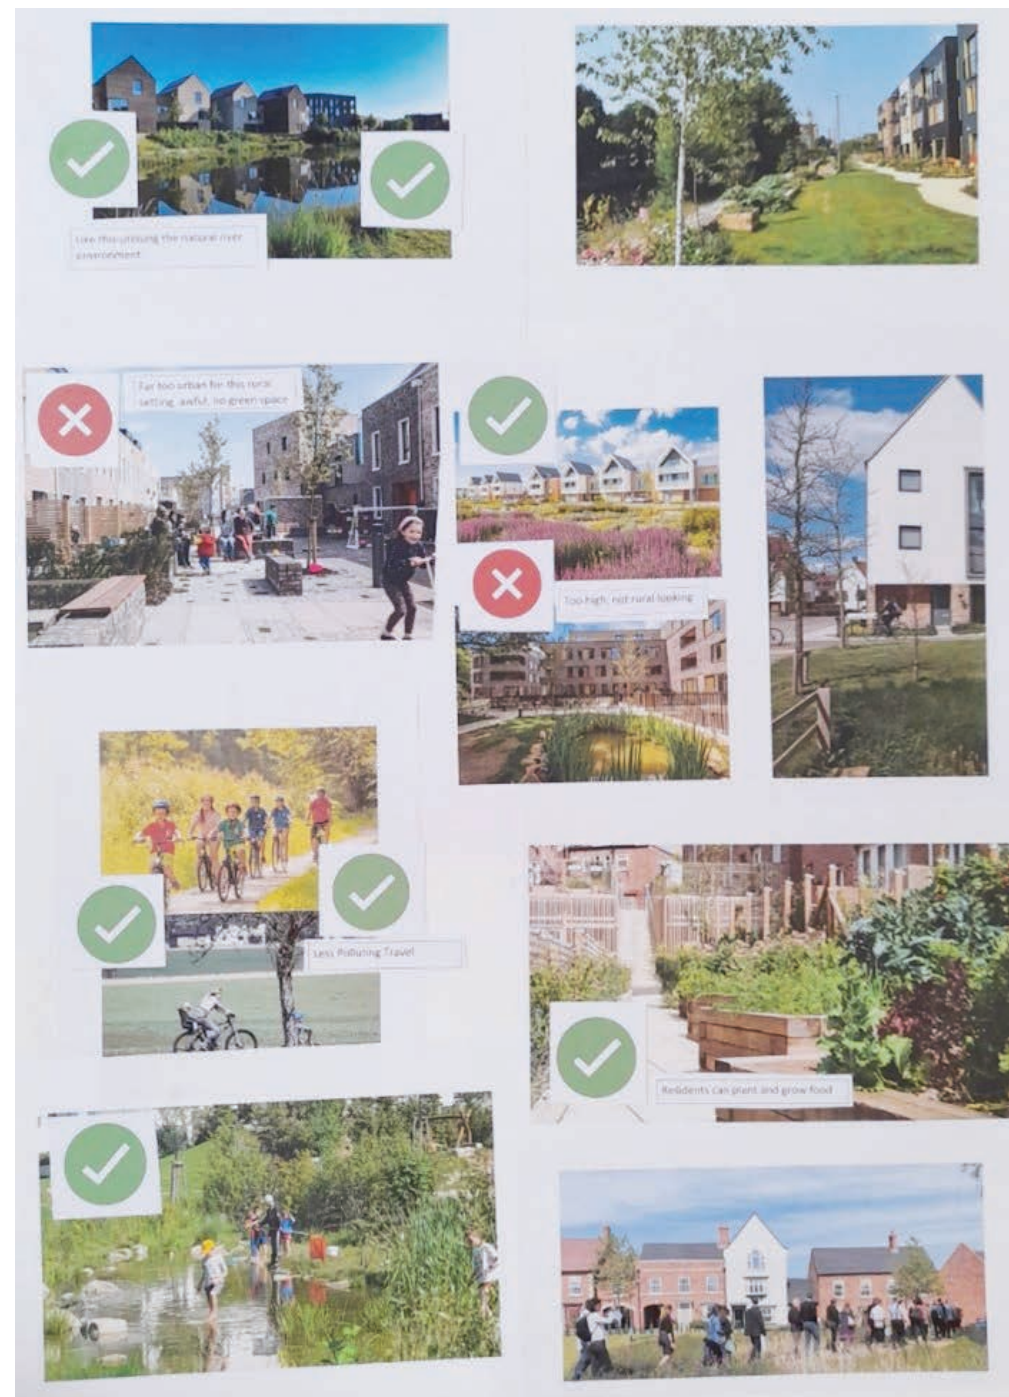 Like this utilising the natural river
environment
Far too urban for this rural
setting, awful, no green space
Too high, not rural looking
Less Polluting Travel
Residents can plant and grow food